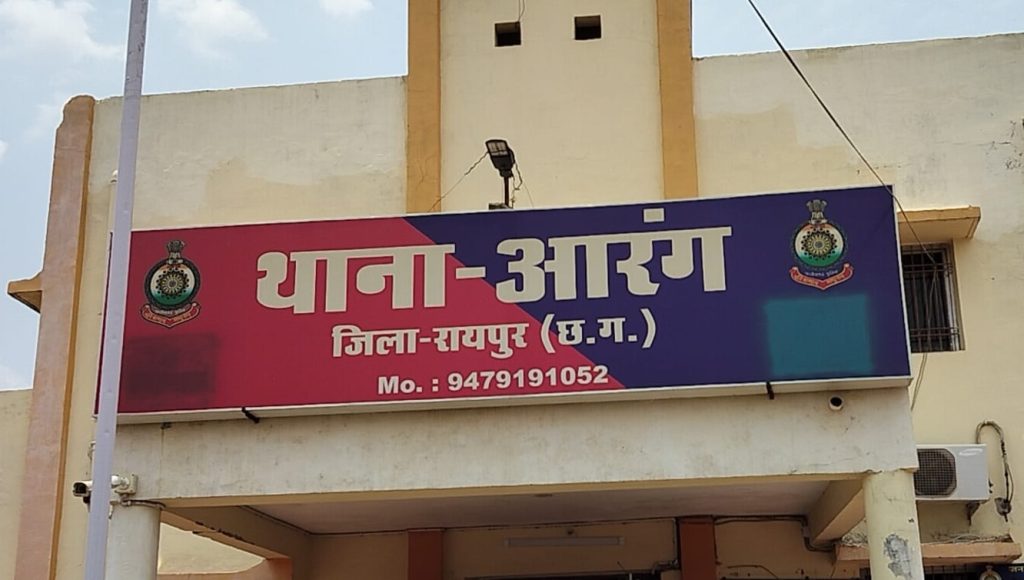 थाना-आरंग
जिला-रायपुर (छ.ग.)
Mo. : 9479191052